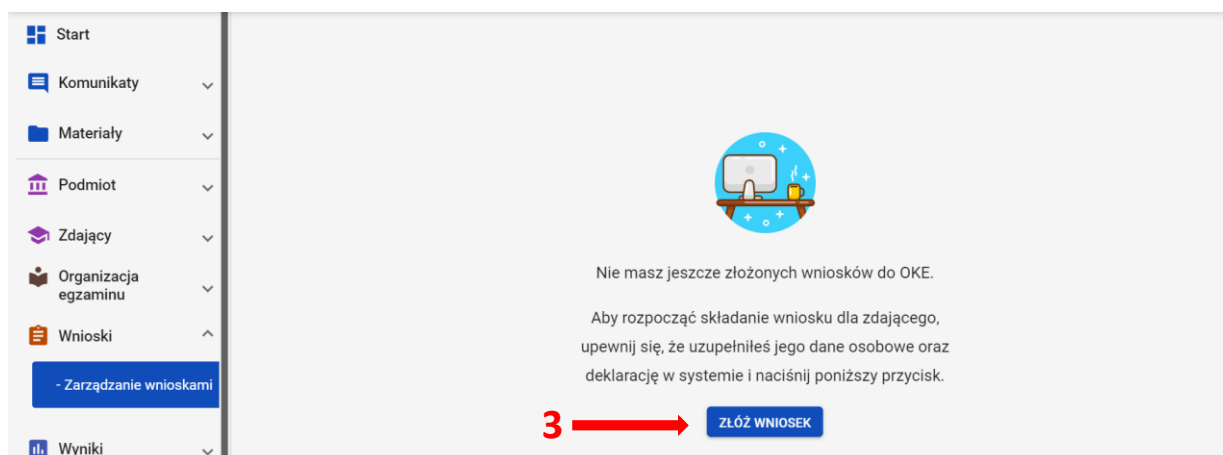 Start
Komunikaty
Materiały
Podmiot
Zdający
Organizacja
egzaminu
Wnioski
- Zarządzanie wnioskami
Wyniki
Nie masz jeszcze złożonych wniosków do OKE.
Aby rozpocząć składanie wniosku dla zdającego,
upewnij się, że uzupełniłeś jego dane osobowe oraz
deklarację w systemie i naciśnij poniższy przycisk.
3
ZŁÓŻ WNIOSEK